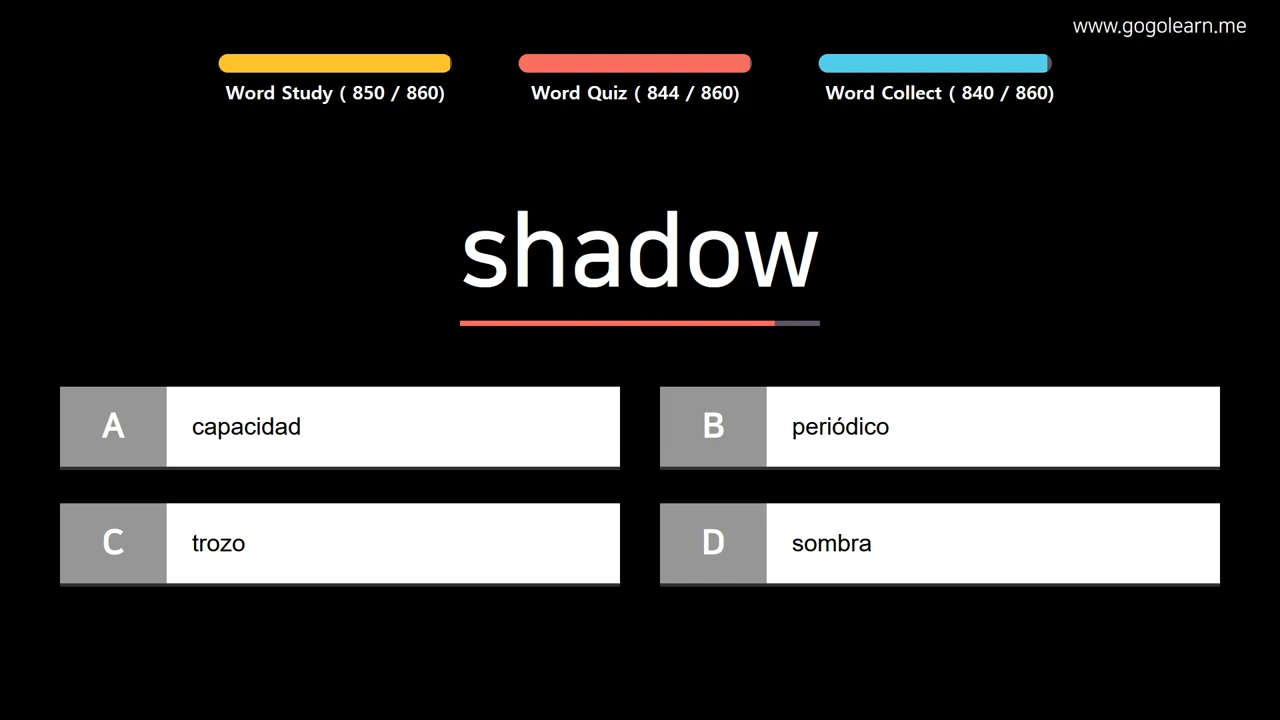 www.gogolearn.me
Word Study ( 850 / 860)
Word Quiz ( 844 / 860)
Word Collect ( 840 / 860)
shadow
A
capacidad
B
periódico
C
trozo
D
sombra